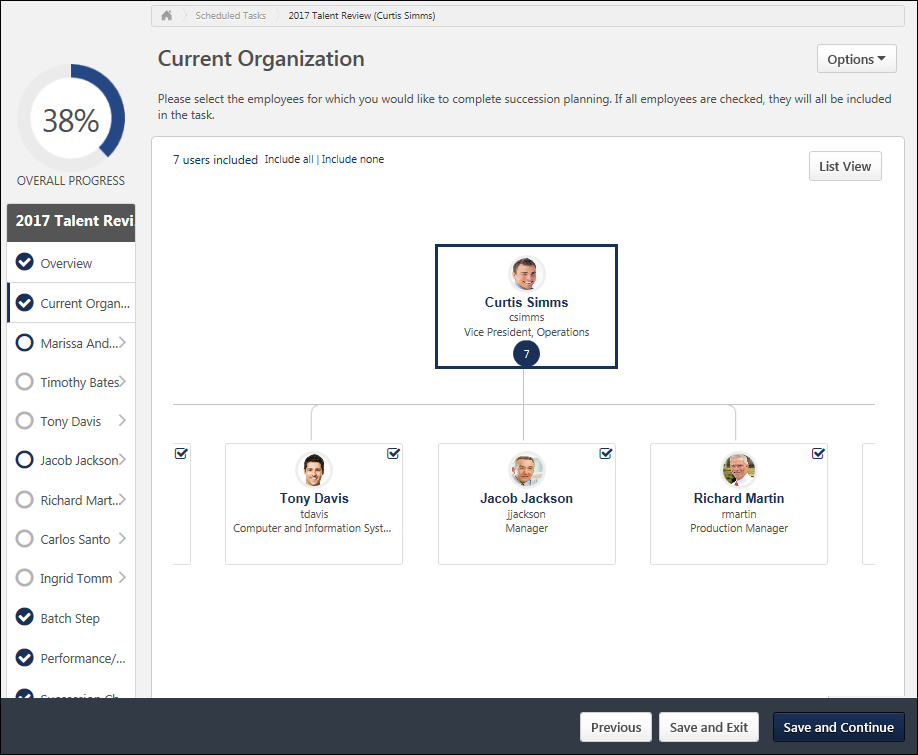 Scheduled Tasks 2017 Talent Review (Curtis Simms)
38%
OVERALL PROGRESS
2017 Talent Revi
Overview
Current Organ...
Marissa And...
Timothy Bates
Tony Davis
Jacob Jackson
Richard Mart...
Carlos Santo
Ingrid Tomm
Batch Step
Performance/...
Succession Ch
Current Organization
Options
Please select the employees for which you would like to complete succession planning. If all employees are checked, they will all be included
in the task.
7 users included Include all | Include none
List View
Curtis Simms
csimms
Vice President, Operations
7
Tony Davis
tdavis
Computer and Information Syst...
Jacob Jackson
jjackson
Manager
Richard Martin
rmartin
Production Manager
Previous
Save and Exit
Save and Continue